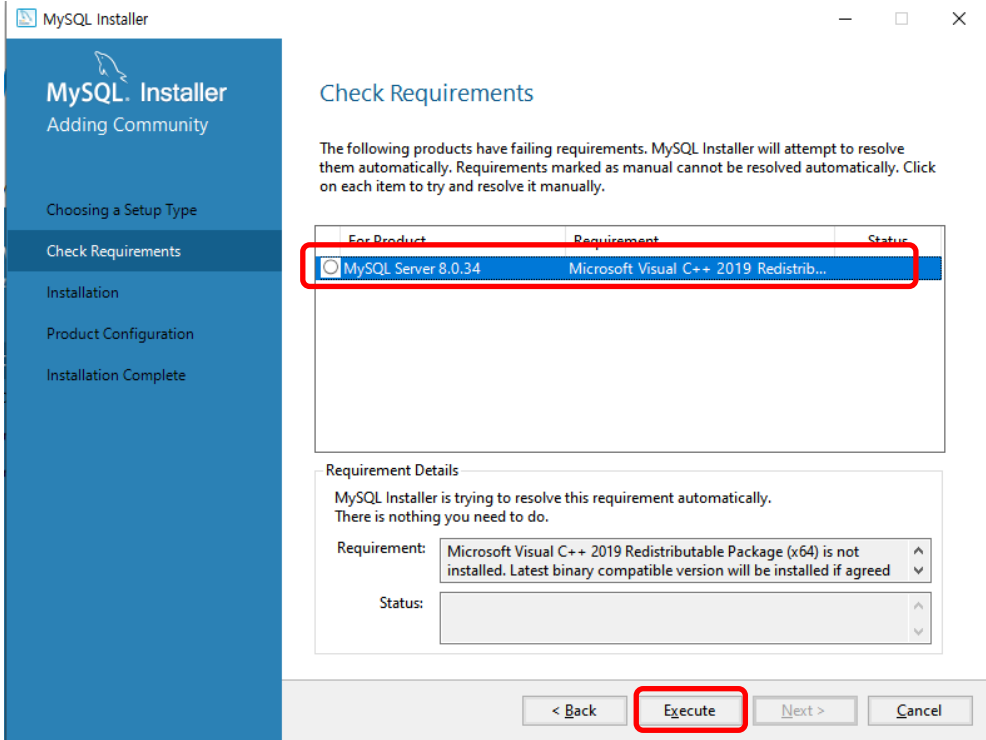 MySQL Installer
MySQL. Installer
Adding Community
Choosing a Setup Type
Check Requirements
Installation
Product Configuration
Installation Complete
Check Requirements
The following products have failing requirements. MySQL Installer will attempt to resolve
them automatically. Requirements marked as manual cannot be resolved automatically. Click
on each item to try and resolve it manually.
For Product Requirement Status
MySQL Server 8.0.34 Microsoft Visual C++ 2019 Redistrib...
Requirement Details
MySQL Installer is trying to resolve this requirement automatically.
There is nothing you need to do.
Requirement: Microsoft Visual C++ 2019 Redistributable Package (x64) is not
installed. Latest binary compatible version will be installed if agreed
Status:
< Back Execute Next > Cancel